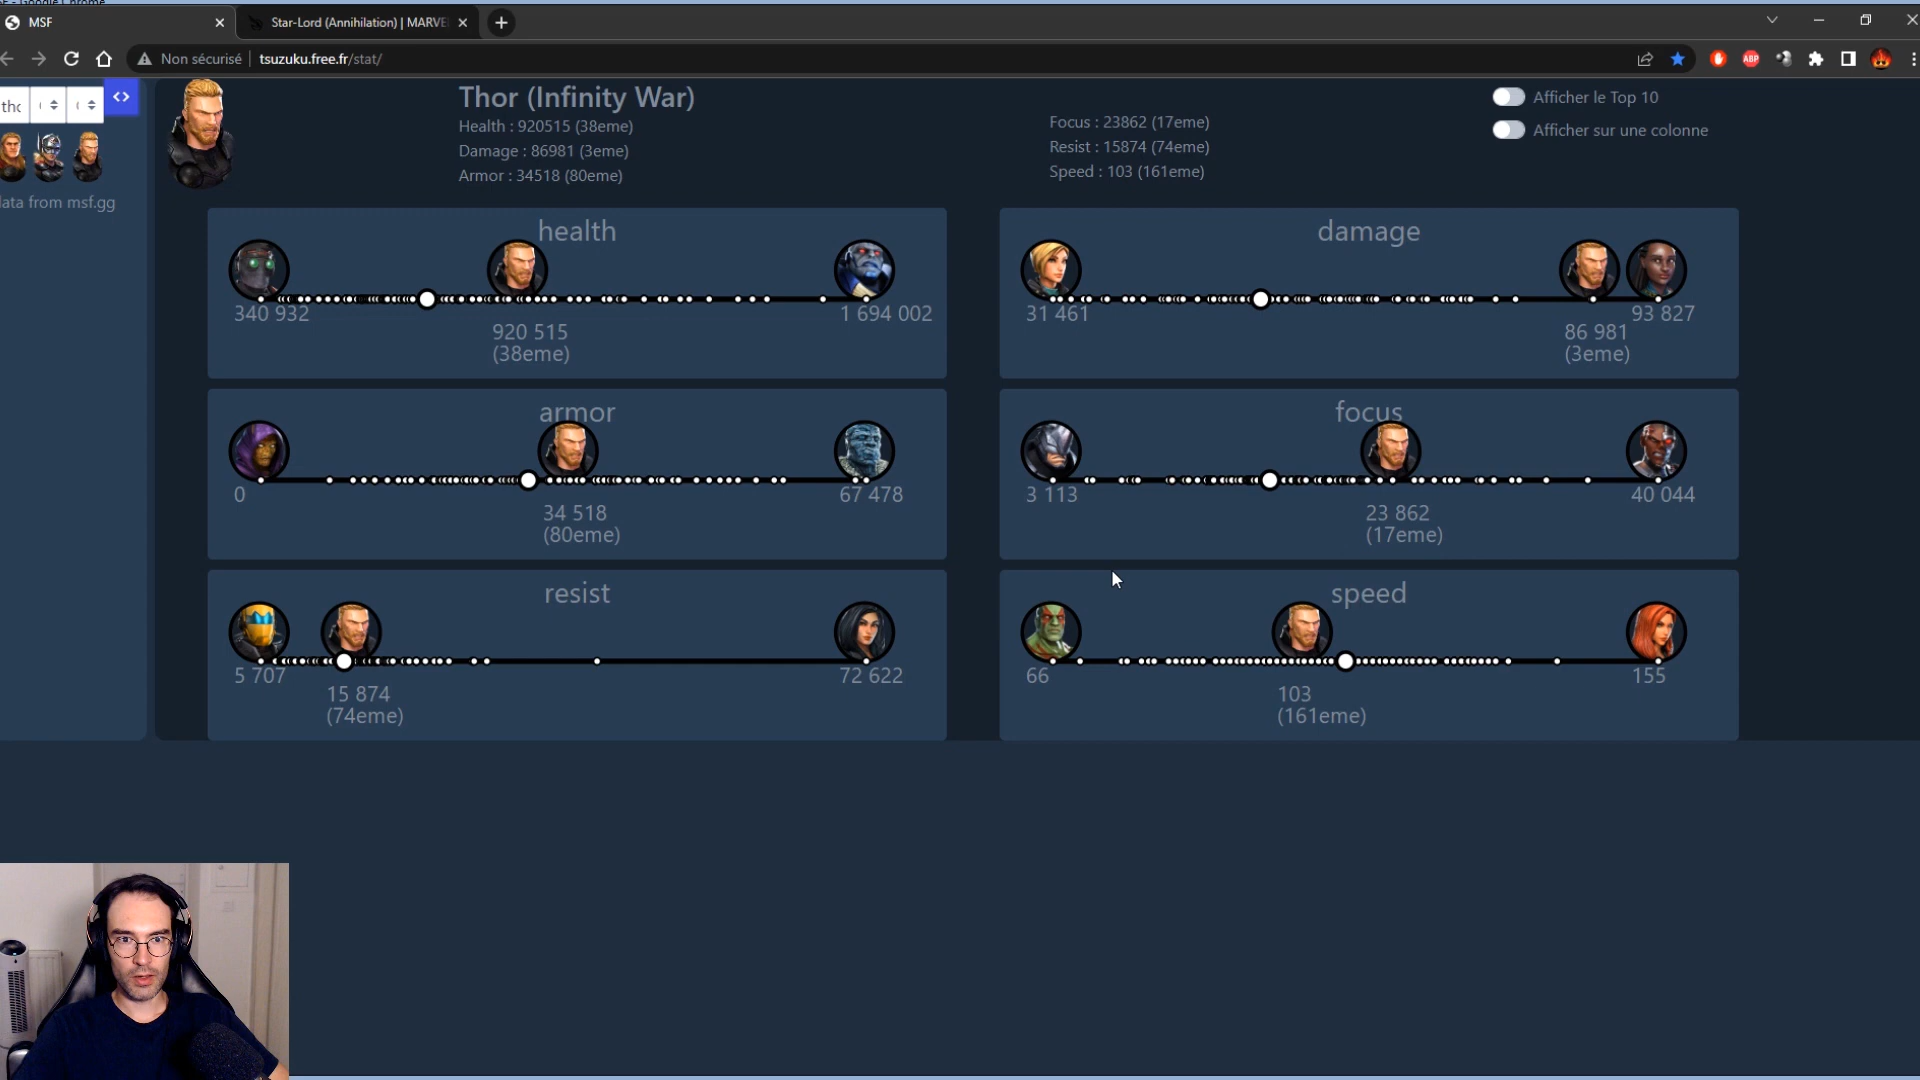 MSF
Star-Lord (Annihilation) | MARVE
Non sécurisé
tsuzuku.free.fr/stat/
ABP
tho
data from msf.gg
Thor (Infinity War)
Health : 920515 (38eme)
Damage : 86981 (3eme)
Armor : 34518 (80eme)
Focus : 23862 (17eme)
Resist : 15874 (74eme)
Speed : 103 (161eme)
Afficher le Top 10
Afficher sur une colonne
health
340 932
920 515
(38eme)
1 694 002
damage
31 461
86 981
(3eme)
93 827
armor
0
34 518
(80eme)
67 478
focus
3 113
23 862
(17eme)
40 044
resist
5 707
15 874
(74eme)
72 622
speed
66
103
(161eme)
155